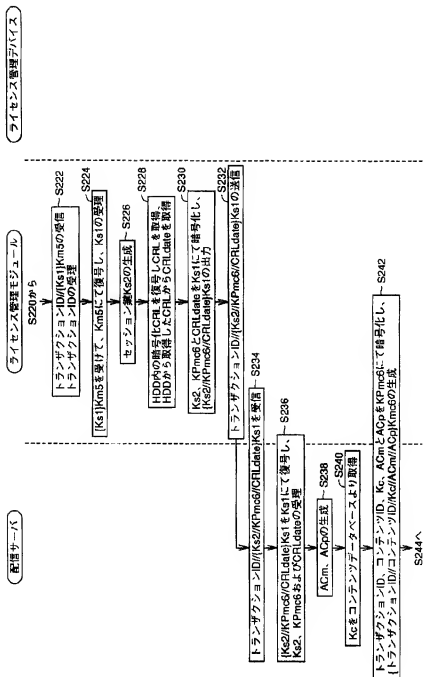 配信サーバ
ライセンス管理モジュール
ライセンス管理デバイス
S220から
S222
トランザクションID//{Ks1}Km5の受信
トランザクションIDの受理
S224
{Ks1}Km5を受けて、Km5にて復号し、Ks1の受理
S226
セッション鍵Ks2の生成
S228
HDD内の暗号化CRLを復号しCRLを取得、
HDDから取得したCRLからCRLdateを取得
S230
Ks2、KPmc6とCRLdateをKs1にて暗号化し、
{Ks2//KPmc6//CRLdate}Ks1の出力
S232
トランザクションID//{Ks2//KPmc6//CRLdate}Ks1の送信
S234
トランザクションID//{Ks2//KPmc6//CRLdate}Ks1を受信
S236
{Ks2//KPmc6//CRLdate}Ks1をKs1にて復号し、
Ks2、KPmc6およびCRLdateの受理
S238
ACm、ACpの生成
S240
Kcをコンテンツデータベースより取得
S242
トランザクションID、コンテンツID、Kc、ACmとACpをKPmc6にて暗号化し、
{トランザクションID//コンテンツID//Kc//ACm//ACp}Kmc6の生成
S244へ